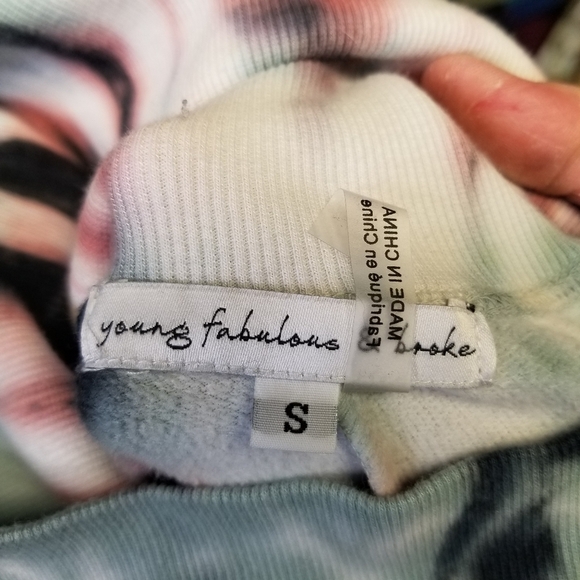 young fabulous & broke
Fabriqué en Chine
MADE IN CHINA
S